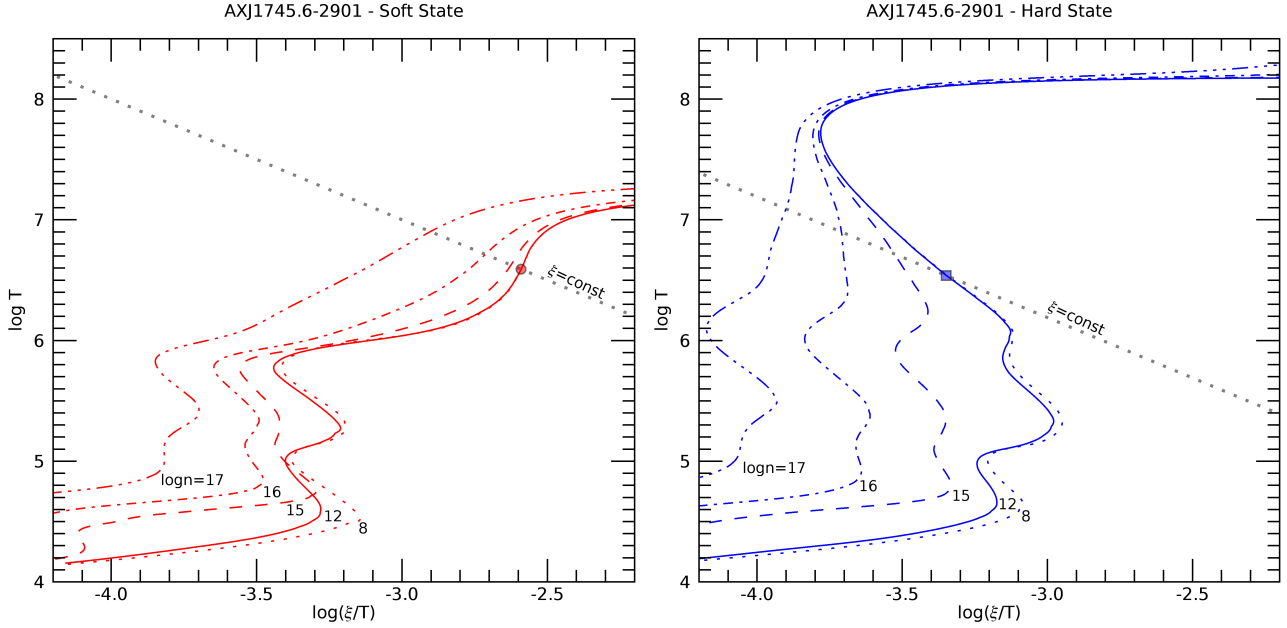 AXJ1745.6-2901 - Soft State
8
7
6
5
4
log T
ξ=const
logn=17
16
15
12
8
-4.0 -3.5 -3.0 -2.5
log(ξ/T)
AXJ1745.6-2901 - Hard State
8
7
6
5
4
log T
ξ=const
logn=17
16
15
12
8
-4.0 -3.5 -3.0 -2.5
log(ξ/T)